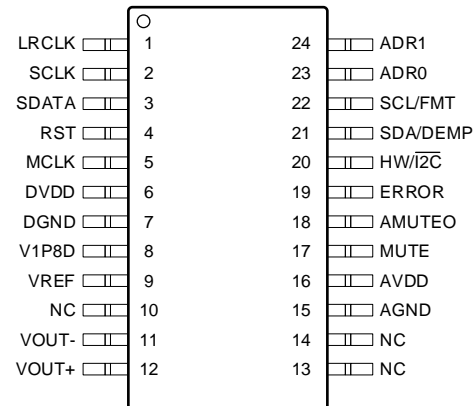 LRCLK 1 24 ADR1
SCLK 2 23 ADR0
SDATA 3 22 SCL/FMT
RST 4 21 SDA/DEMP
MCLK 5 20 HW/I2C
DVDD 6 19 ERROR
DGND 7 18 AMUTEO
V1P8D 8 17 MUTE
VREF 9 16 AVDD
NC 10 15 AGND
VOUT- 11 14 NC
VOUT+ 12 13 NC